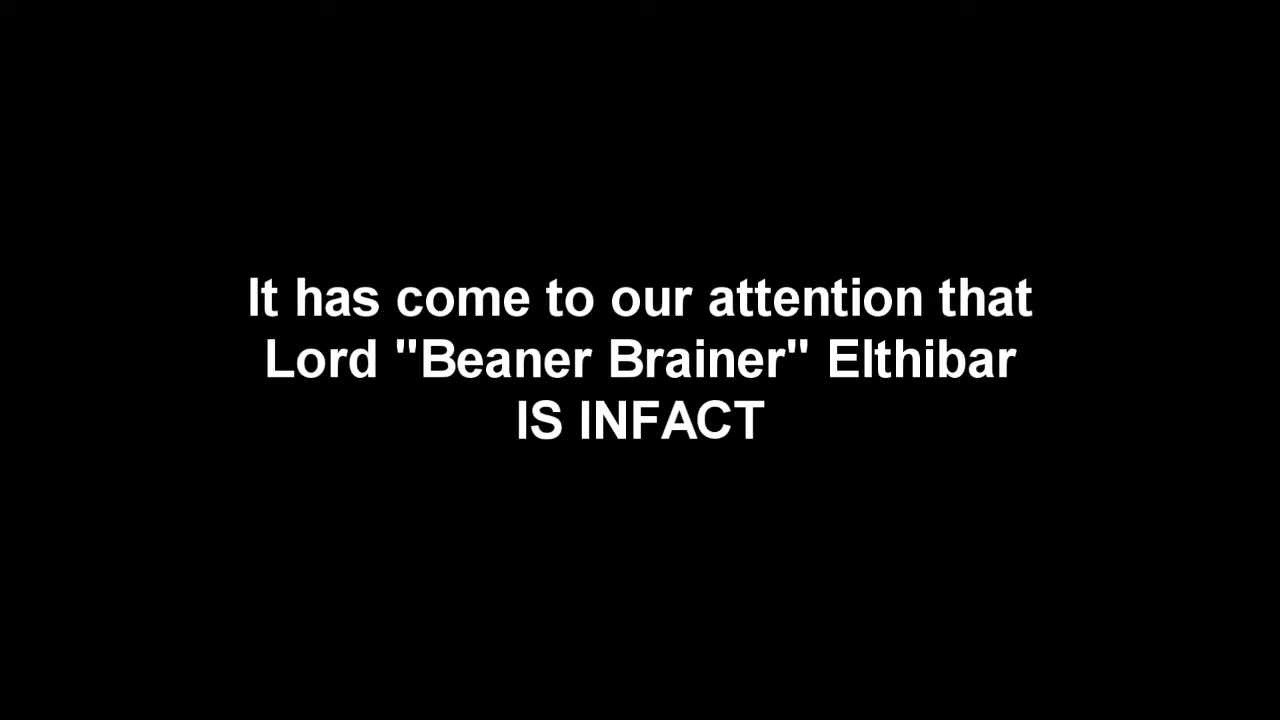 It has come to our attention that
Lord "Beaner Brainer" Elthibar
IS INFACT